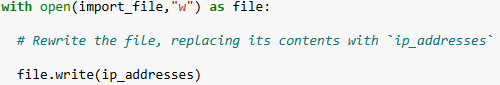 with open(import_file,"w") as file:
# Rewrite the file, replacing its contents with `ip_addresses`
file.write(ip_addresses)